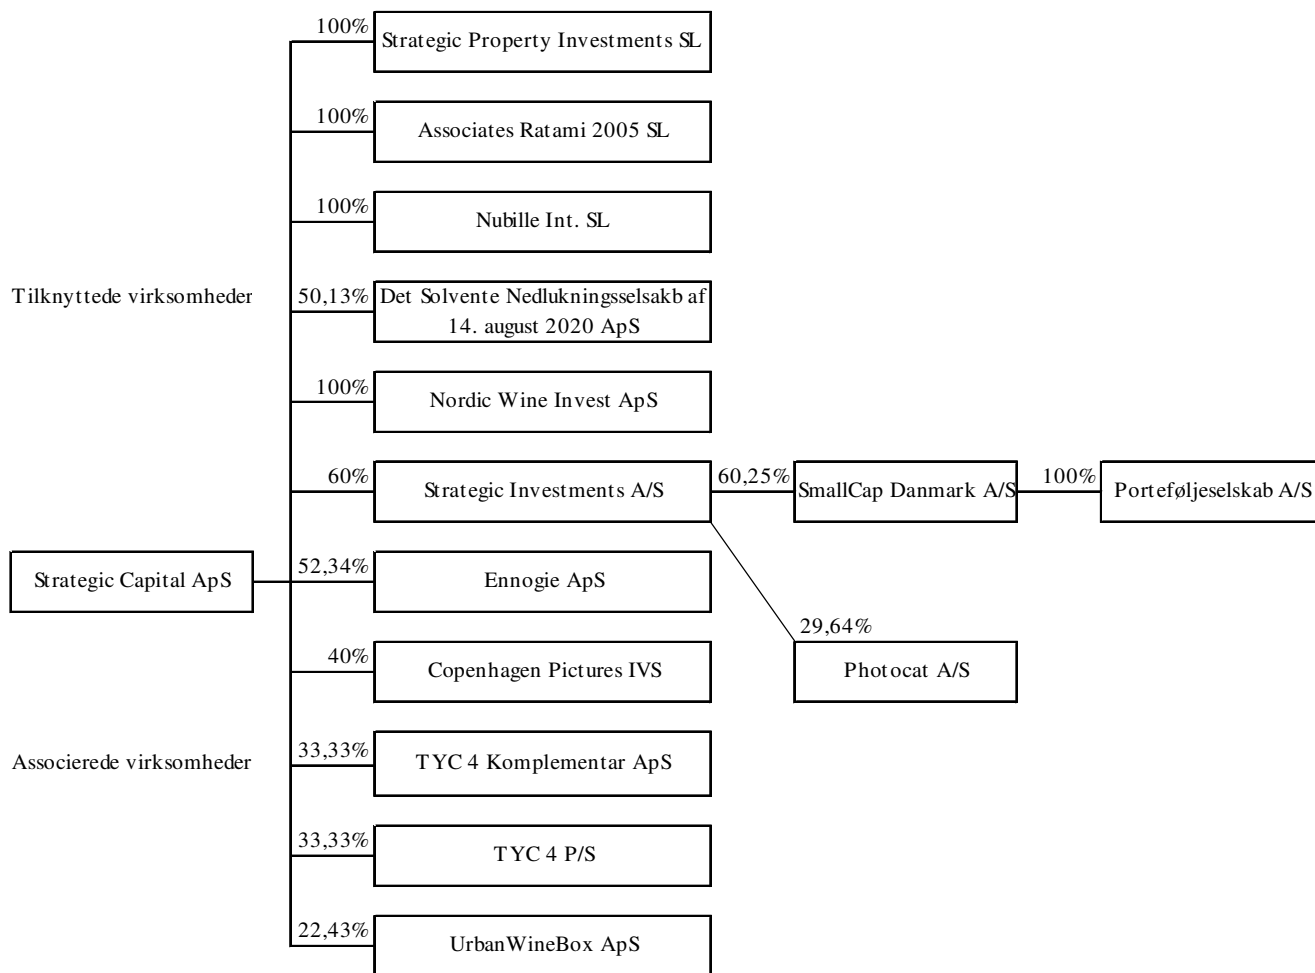 100%
Strategic Property Investments SL
100%
Associates Ratami 2005 SL
100%
Nubille Int. SL
Tilknyttede virksomheder
50,13%
Det Solvente Nedlukningsselsakb af
14. august 2020 ApS
100%
Nordic Wine Invest ApS
60%
Strategic Investments A/S
60,25%
SmallCap Danmark A/S
100%
Porteføljeselskab A/S
Strategic Capital ApS
52,34%
Ennogie ApS
29,64%
Photocat A/S
40%
Copenhagen Pictures IVS
Associerede virksomheder
33,33%
TYC 4 Komplementar ApS
33,33%
TYC 4 P/S
22,43%
UrbanWineBox ApS